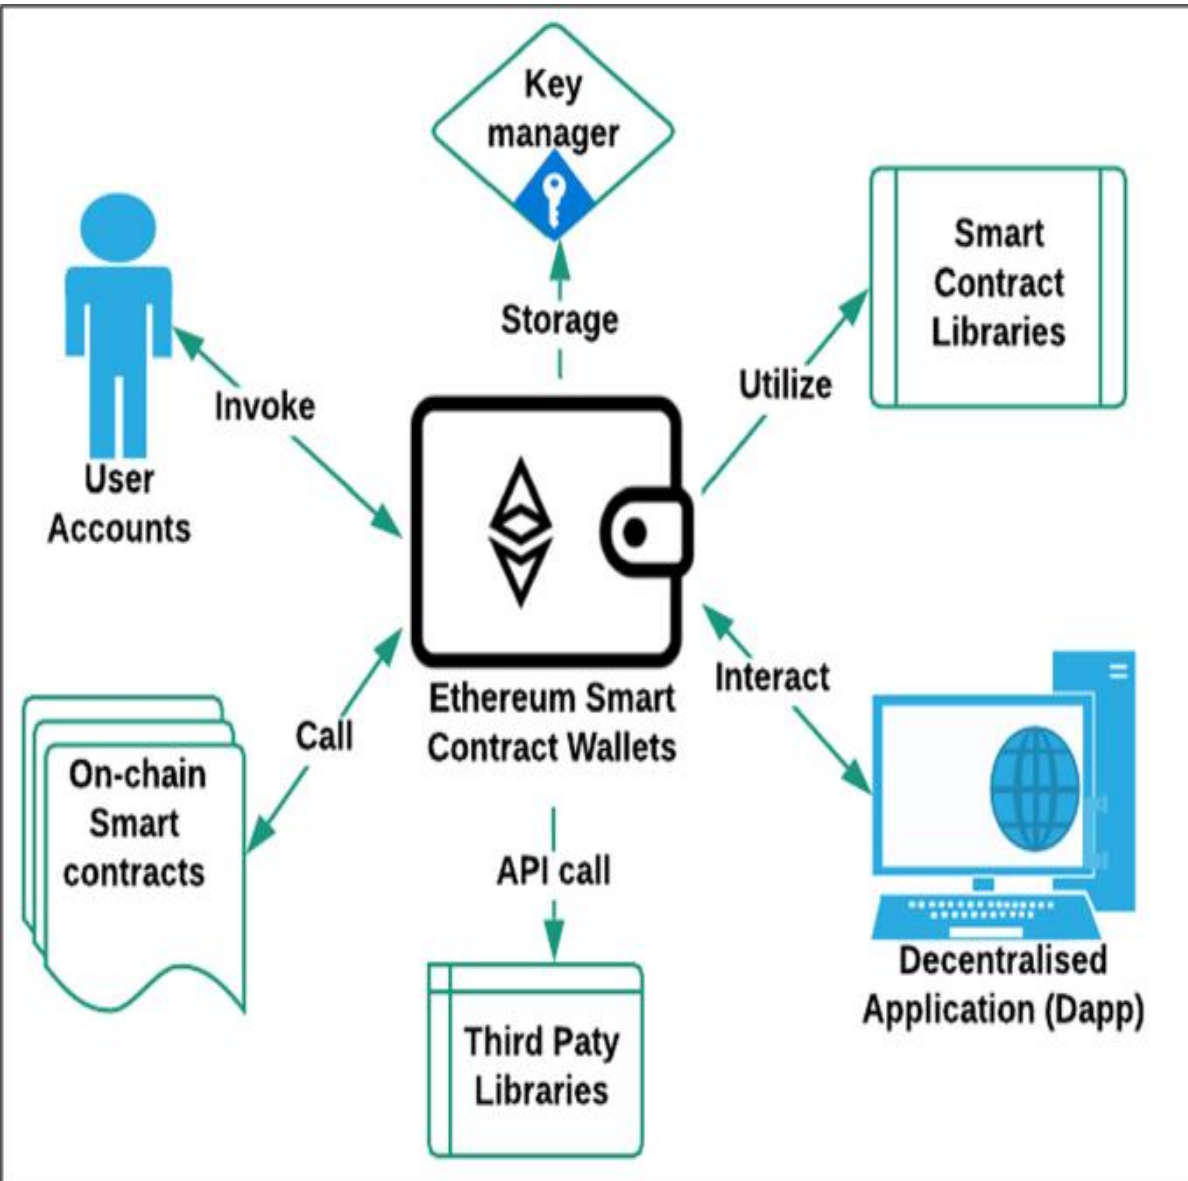 Key
manager
Smart
Contract
Libraries
Storage
Utilize
Invoke
User
Accounts
Interact
Ethereum Smart
Contract Wallets
Call
On-chain
Smart
contracts
API call
Decentralised
Application (Dapp)
Third Paty
Libraries